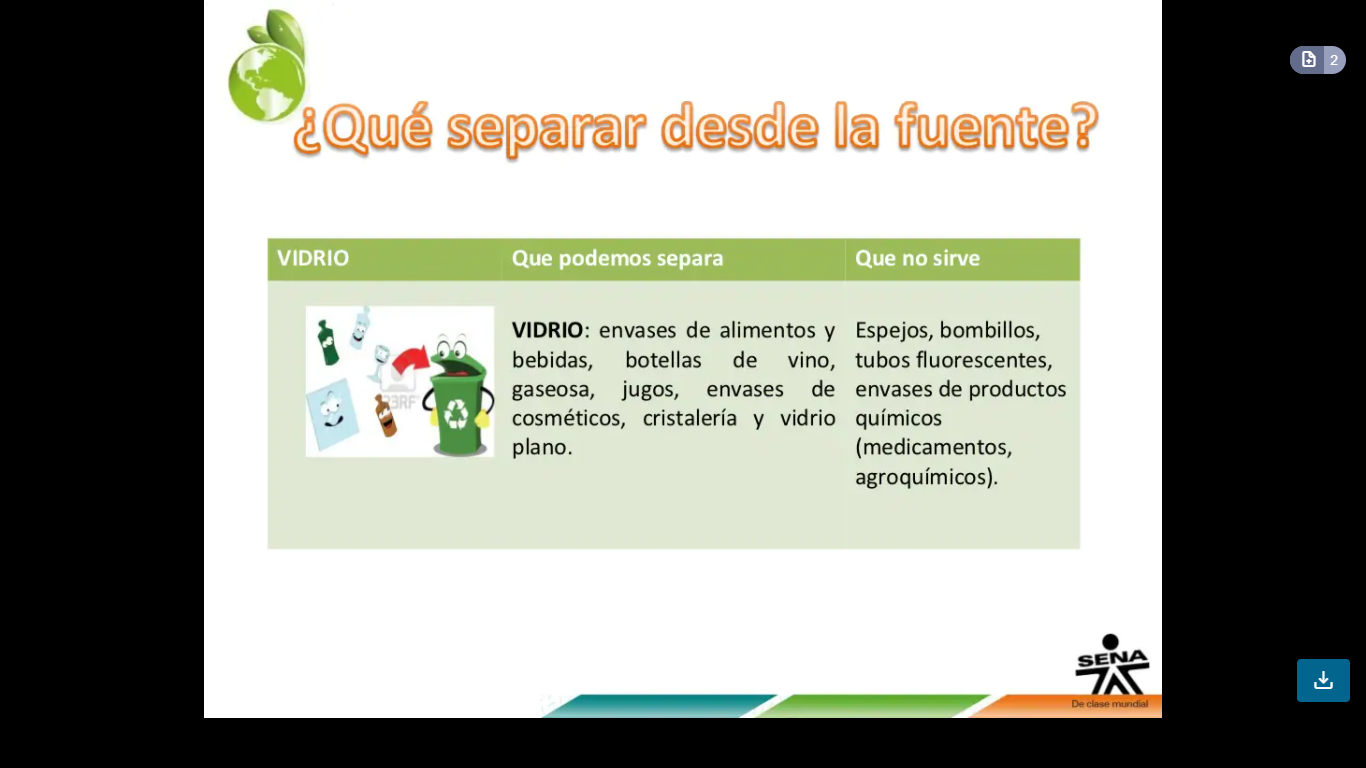 2
¿Qué separar desde la fuente?
VIDRIO
Que podemos separa
Que no sirve
VIDRIO: envases de alimentos y
bebidas, botellas de vino,
gaseosa, jugos, envases de
cosméticos, cristalería y vidrio
plano.
Espejos, bombillos,
tubos fluorescentes,
envases de productos
químicos
(medicamentos,
agroquímicos).
SENA
De clase mundial